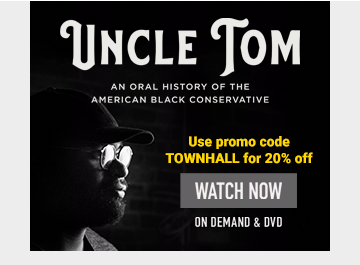 UNCLE TOM
AN ORAL HISTORY OF THE
AMERICAN BLACK CONSERVATIVE
Use promo code
TOWNHALL for 20% off
WATCH NOW
ON DEMAND & DVD